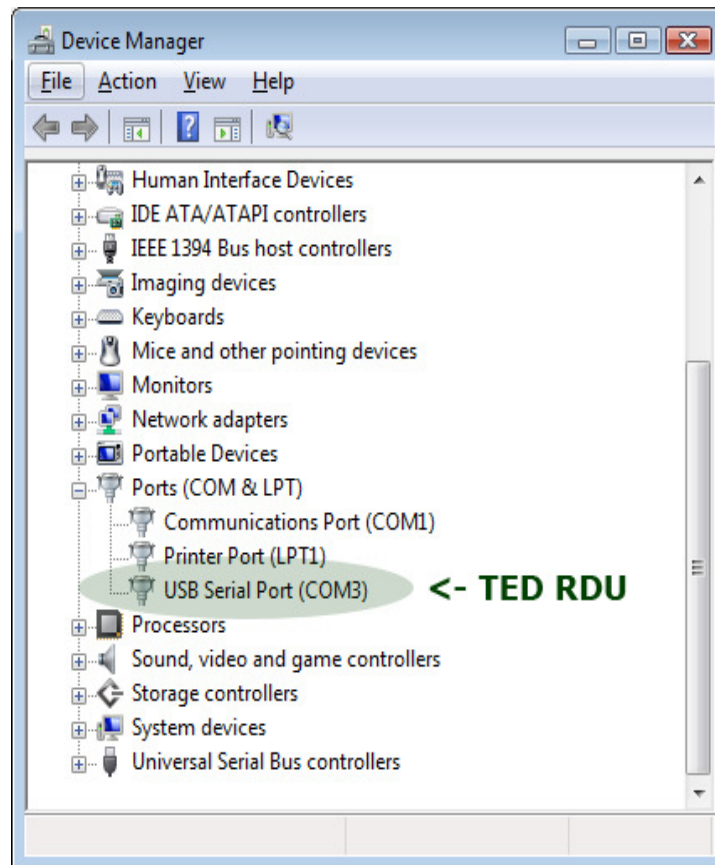 Device Manager
File Action View Help
Human Interface Devices
IDE ATA/ATAPI controllers
IEEE 1394 Bus host controllers
Imaging devices
Keyboards
Mice and other pointing devices
Monitors
Network adapters
Portable Devices
Ports (COM & LPT)
Communications Port (COM1)
Printer Port (LPT1)
USB Serial Port (COM3) <- TED RDU
Processors
Sound, video and game controllers
Storage controllers
System devices
Universal Serial Bus controllers